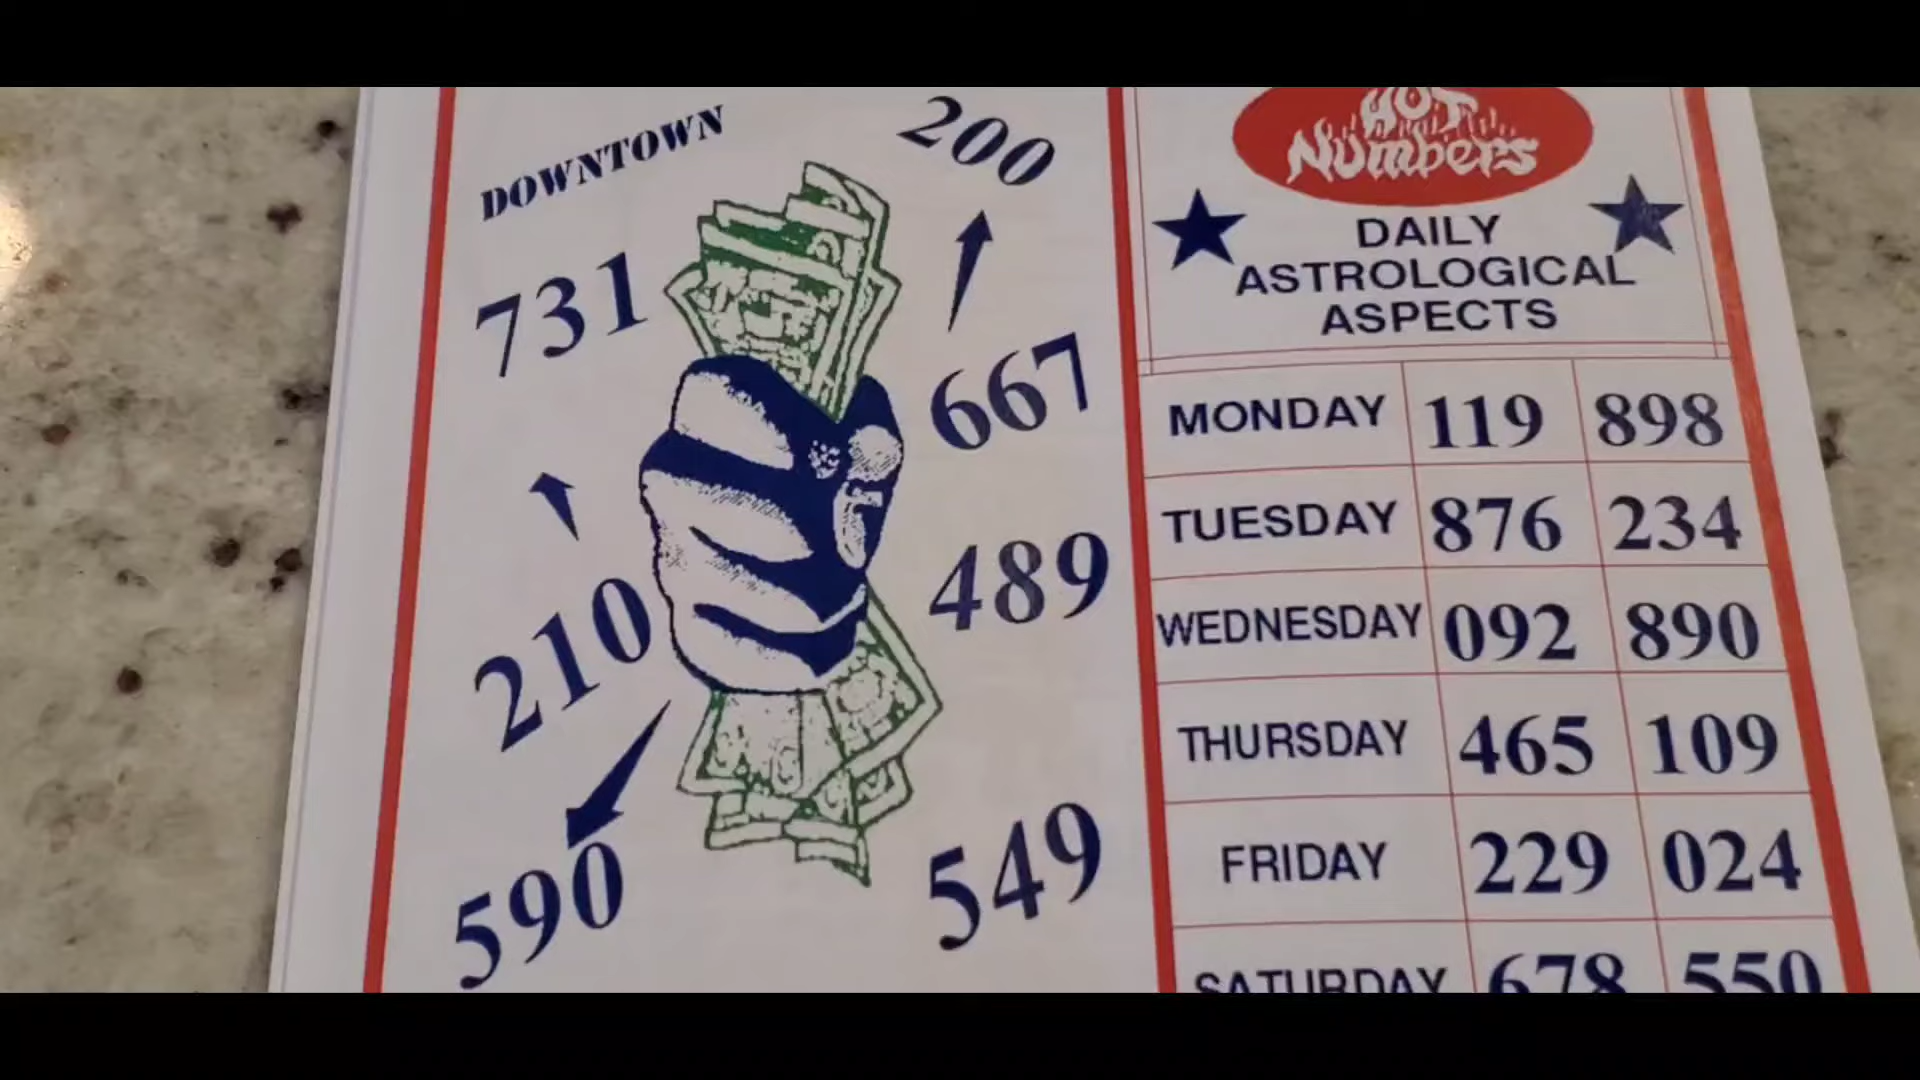 DOWNTOWN
200
731
667
489
210
590
549
HOT
Numbers
DAILY
ASTROLOGICAL
ASPECTS
MONDAY 119 898
TUESDAY 876 234
WEDNESDAY 092 890
THURSDAY 465 109
FRIDAY 229 024
SATURDAY 678 550